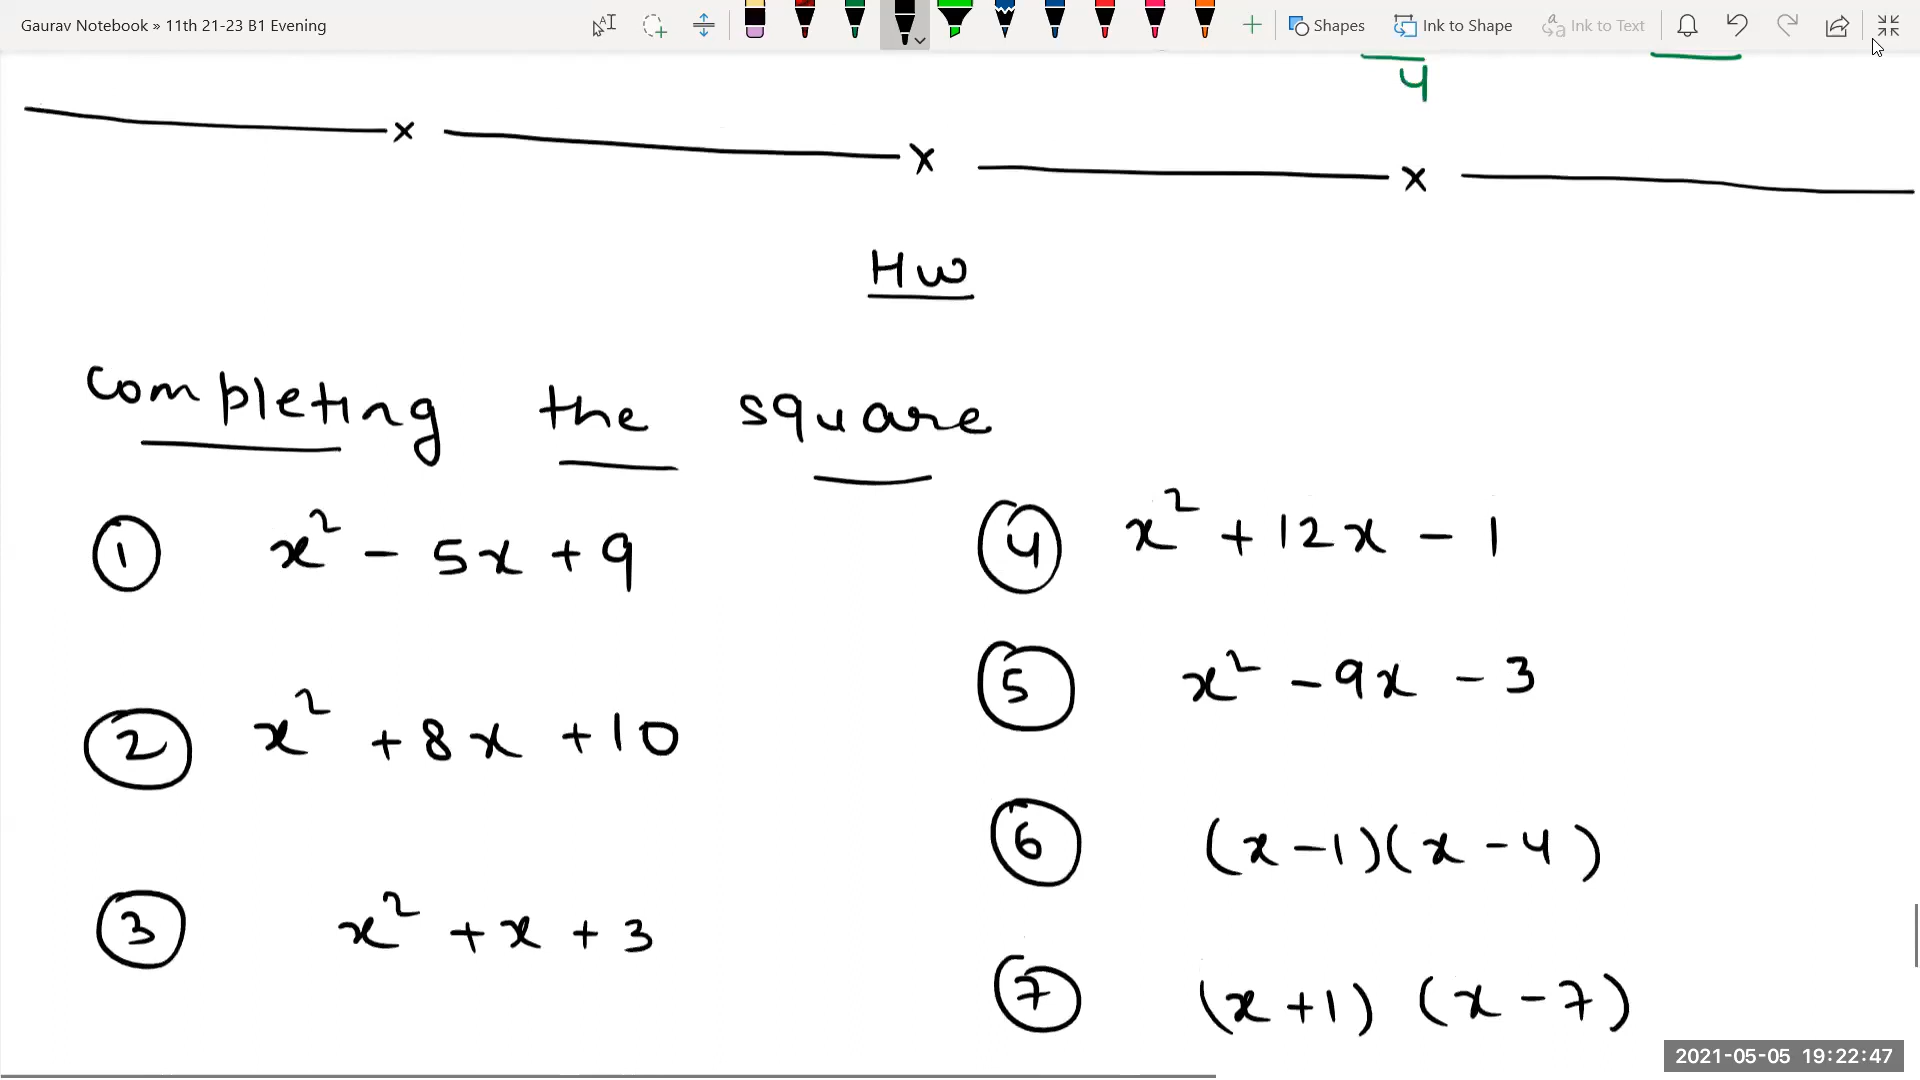 Gaurav Notebook » 11th 21-23 B1 Evening
Shapes
Ink to Shape
Ink to Text
4
HW
completing the square
① x² - 5x + 9
② x² + 8x + 10
③ x² + x + 3
④ x² + 12x - 1
⑤ x² - 9x - 3
⑥ (x - 1)(x - 4)
⑦ (x + 1) (x - 7)
2021-05-05 19:22:47